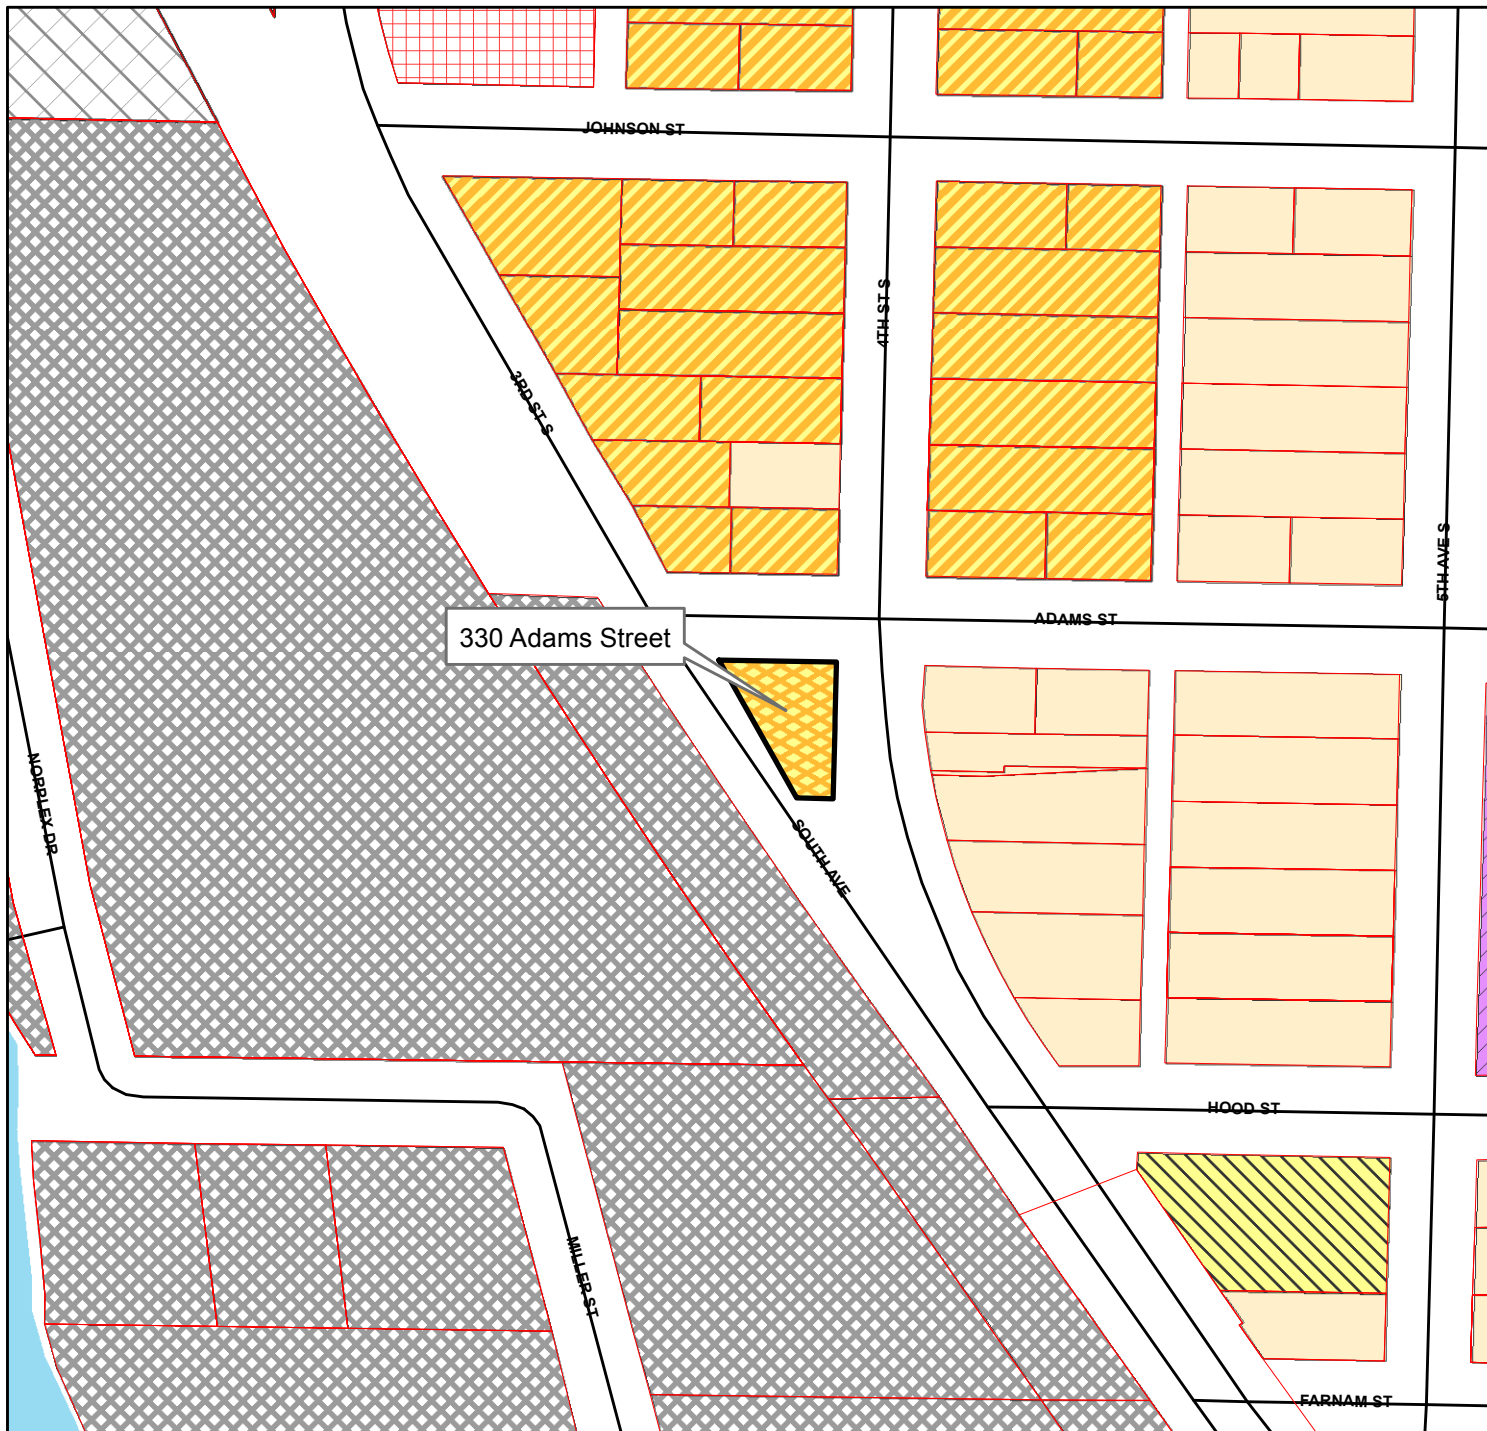 JOHNSON ST
4TH ST S
3RD ST S
5TH AVE S
ADAMS ST
330 Adams Street
NORPLEX DR
SOUTH AVE
HOOD ST
MILLER ST
FARNAM ST